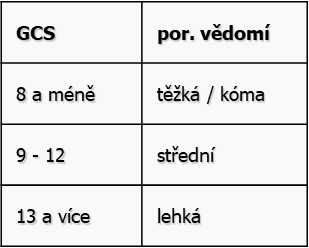 GCS por. vědomí
8 a méně těžká / kóma
9 - 12 střední
13 a více lehká